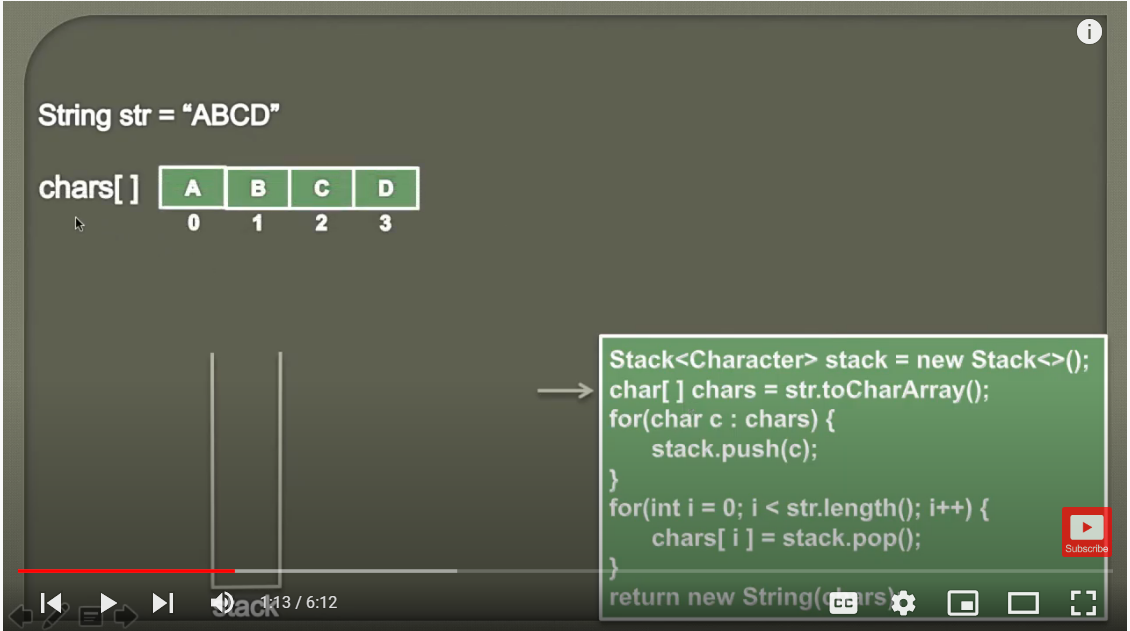 String str = “ABCD”
chars[ ] A B C D
0 1 2 3
Stack<Character> stack = new Stack<>();
char[ ] chars = str.toCharArray();
for(char c : chars) {
stack.push(c);
}
for(int i = 0; i < str.length(); i++) {
chars[ i ] = stack.pop();
}
return new String(chars)
Subscribe
1:13 / 6:12
stack
CC
i